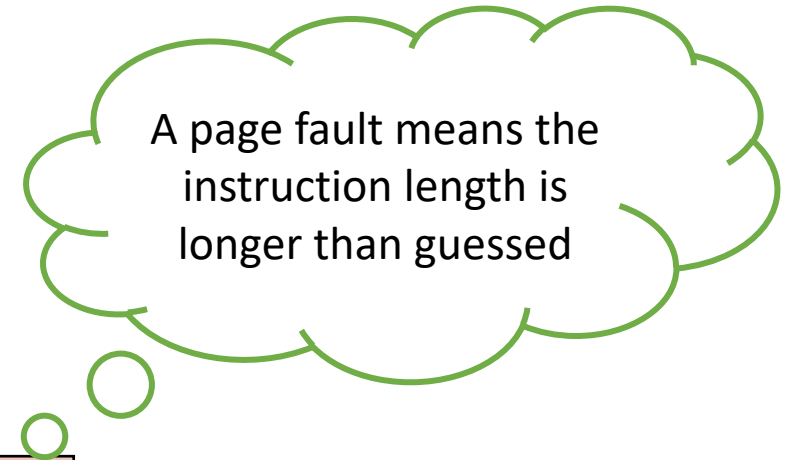 A page fault means the
instruction length is
longer than guessed